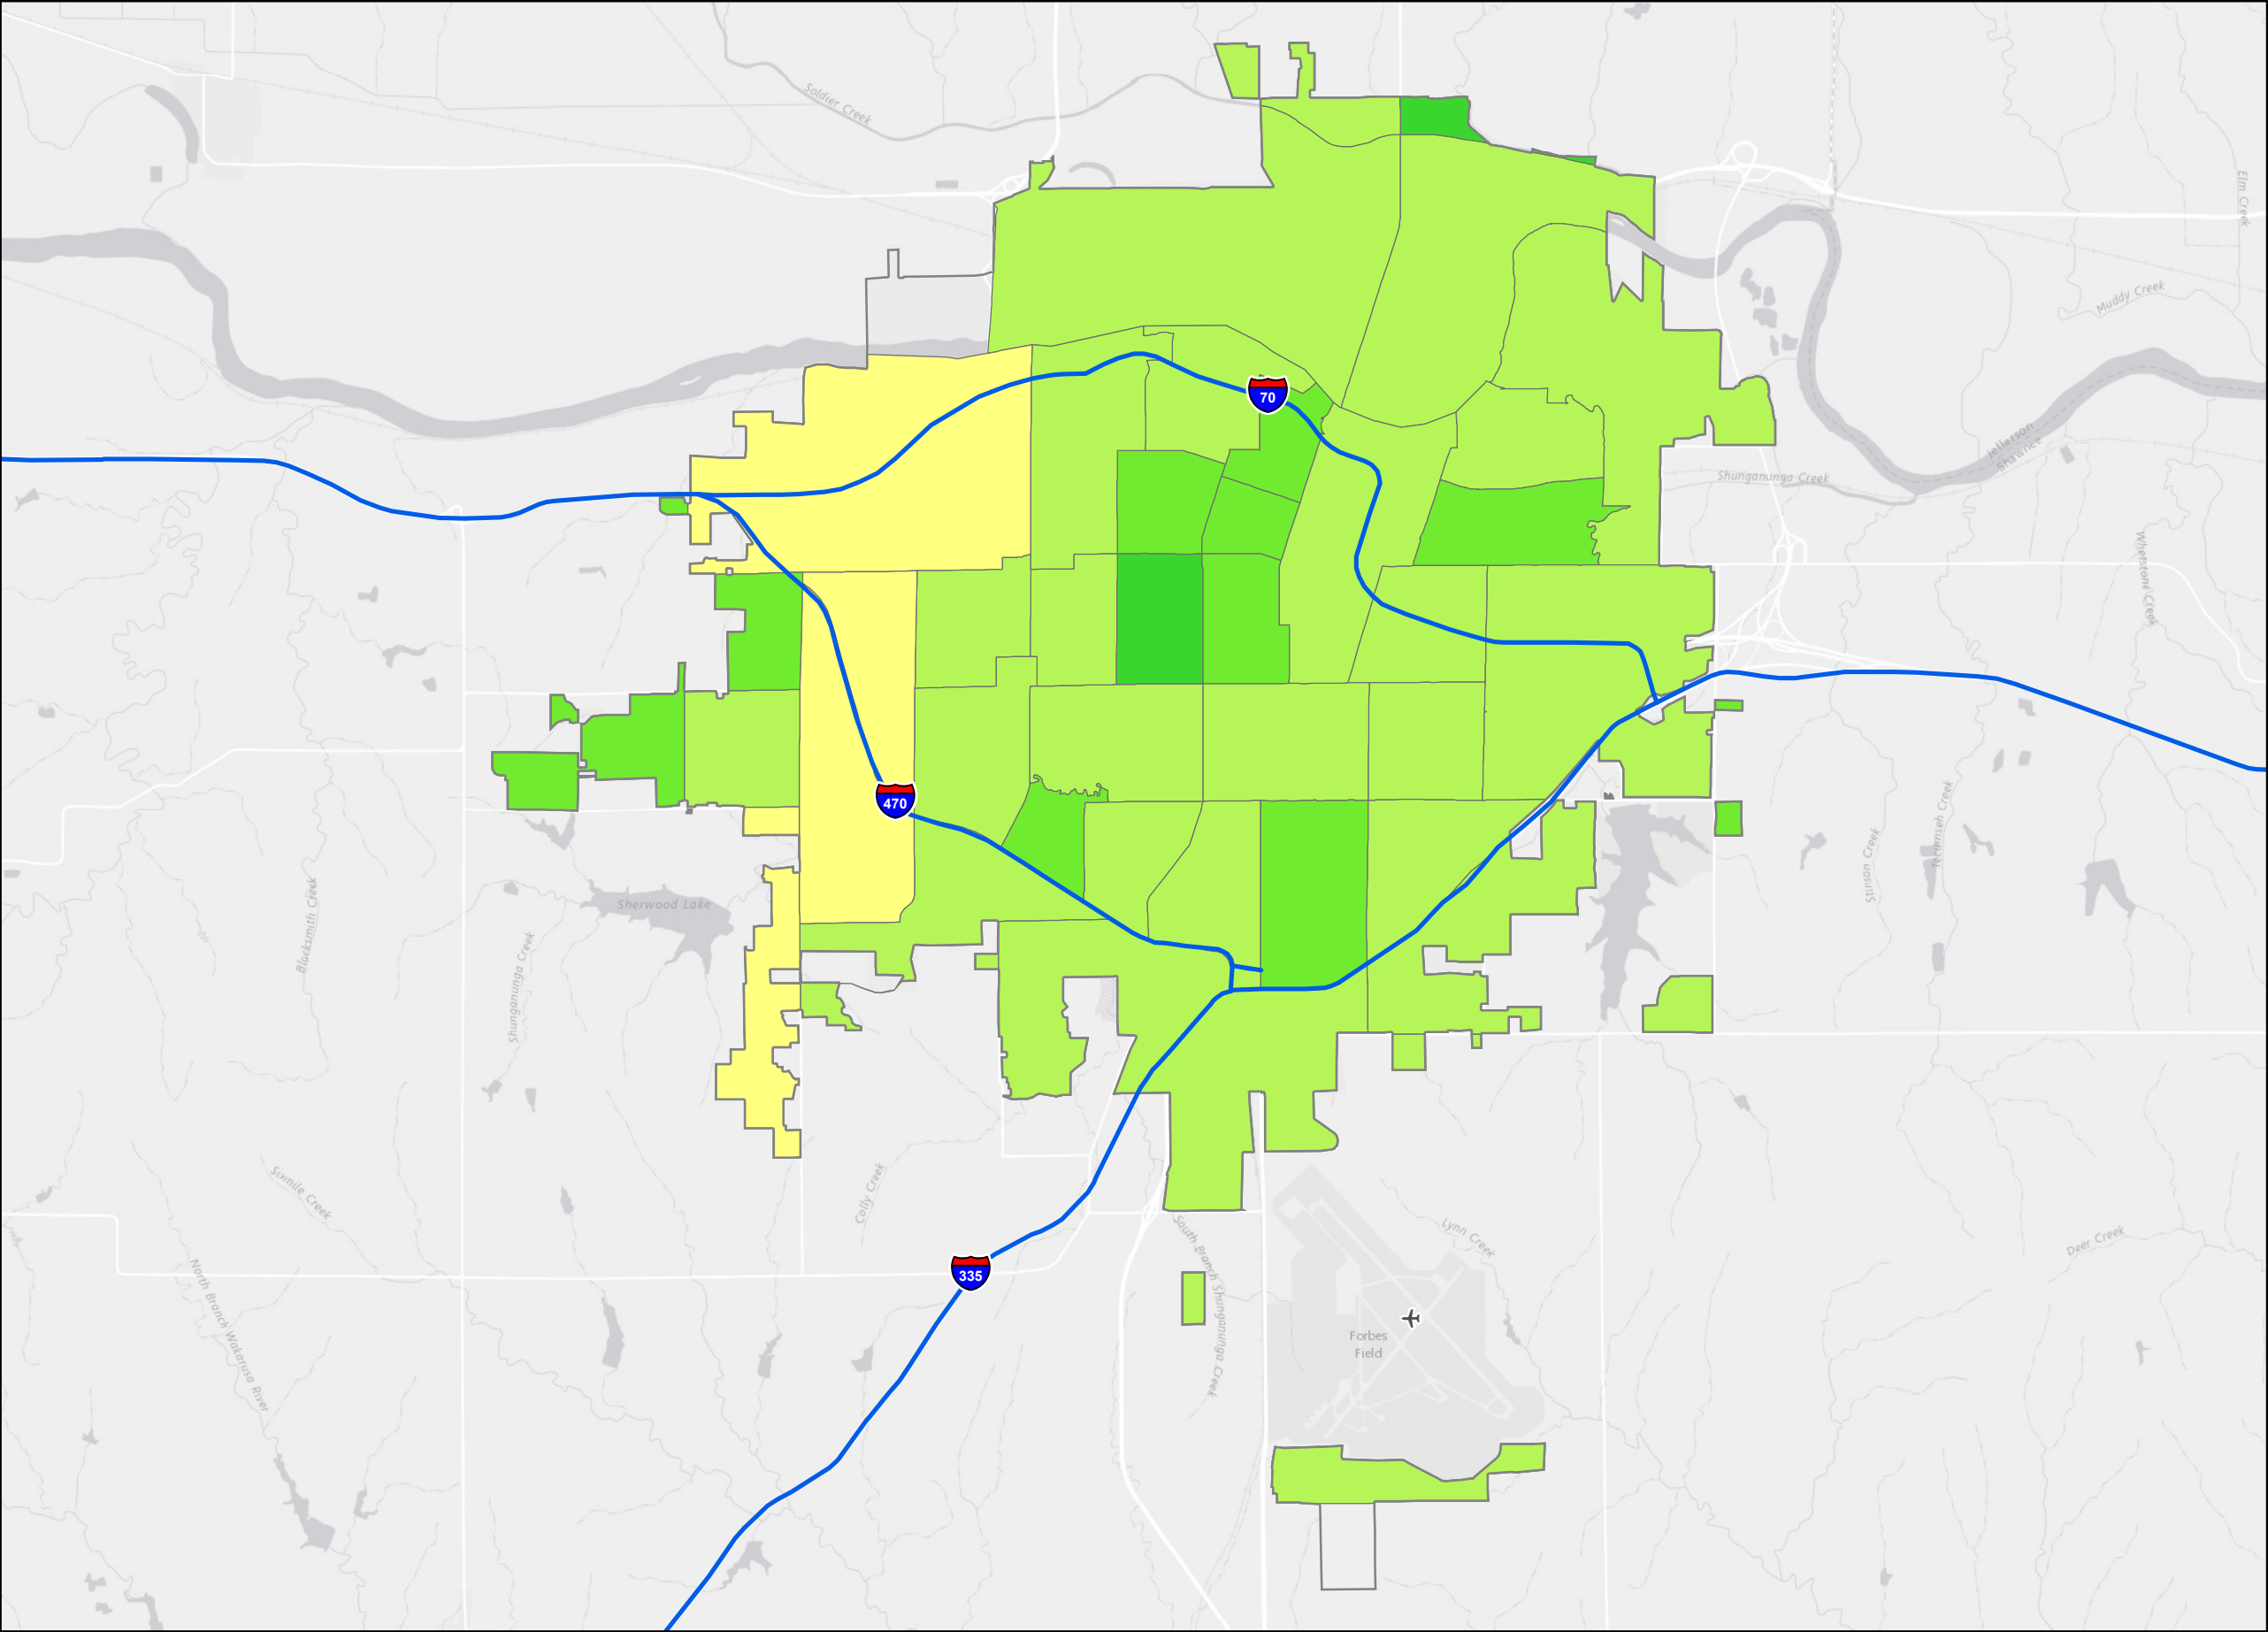 Soldier Creek
Elm Creek
Muddy Creek
70
Jefferson
Shawnee
Shunganunga Creek
Whetstone Creek
470
Tecumseh Creek
Stinson Creek
Sherwood Lake
Blacksmith Creek
Shunganunga Creek
Sixmile Creek
Colly Creek
South Branch Shunganunga Creek
Lynn Creek
Deer Creek
North Branch Wakarusa River
335
Forbes
Field